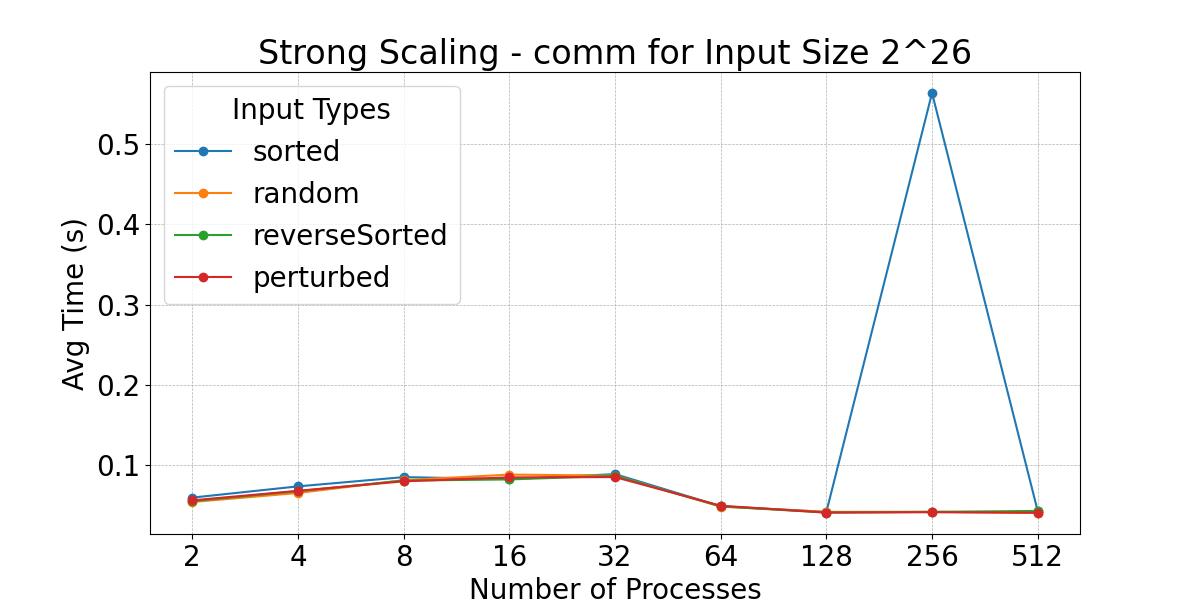 Strong Scaling - comm for Input Size 2^26
Input Types
sorted
random
reverseSorted
perturbed
Avg Time (s)
0.5
0.4
0.3
0.2
0.1
2 4 8 16 32 64 128 256 512
Number of Processes